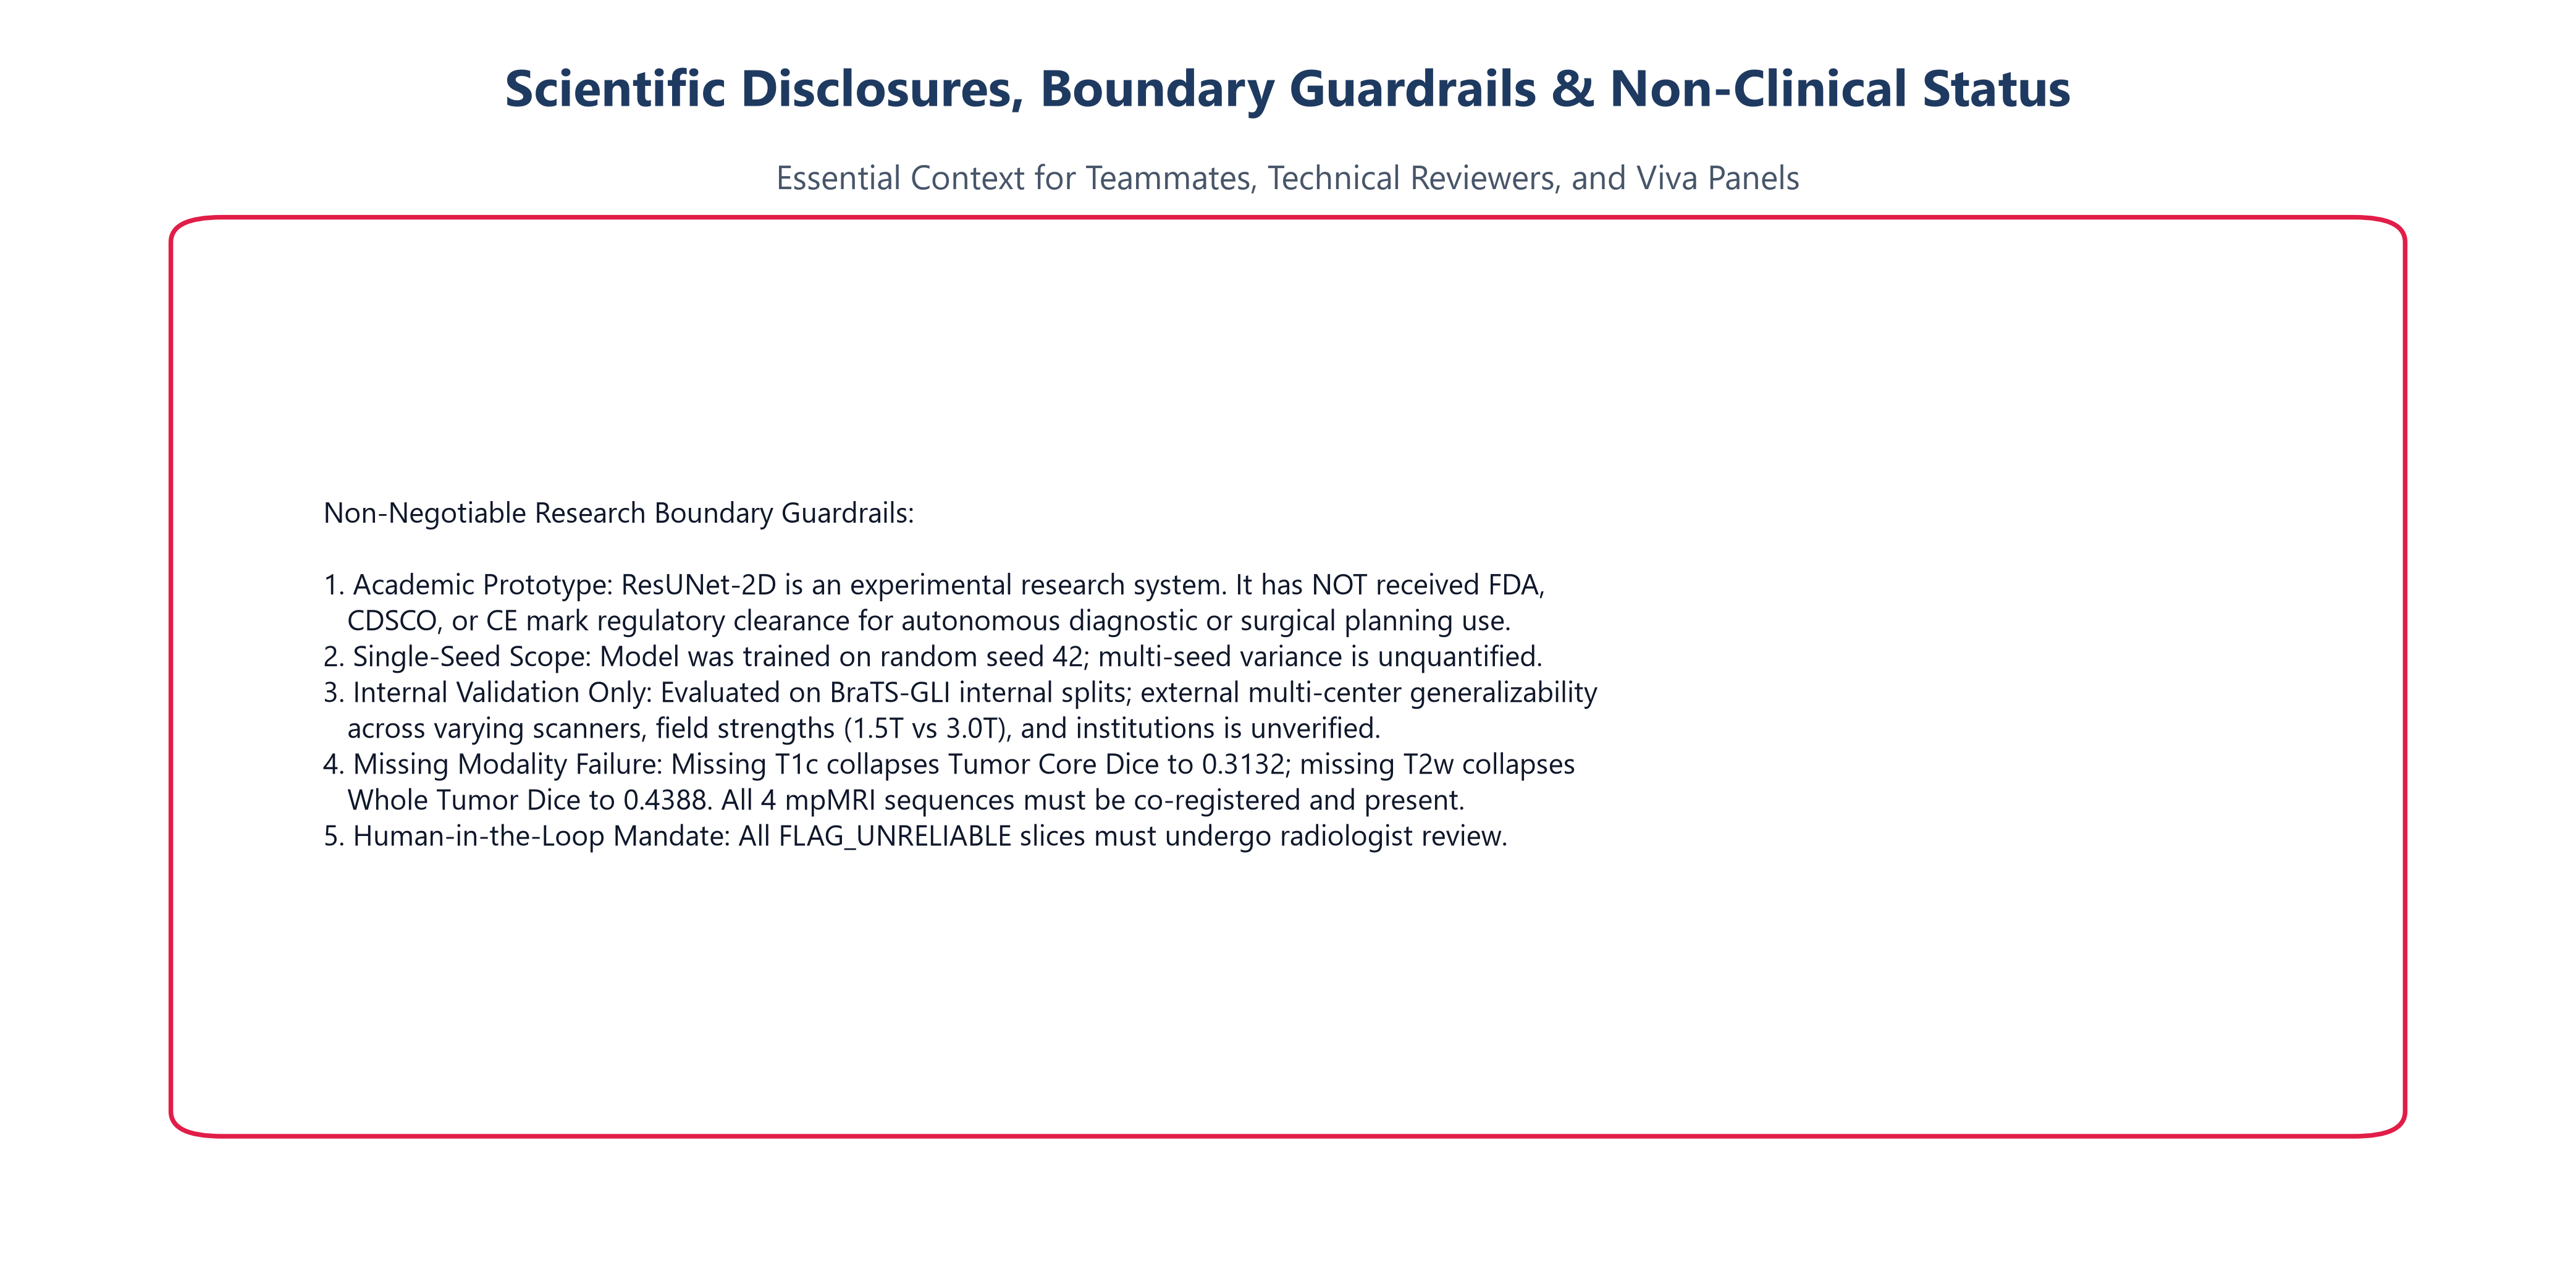 Scientific Disclosures, Boundary Guardrails & Non-Clinical Status
Essential Context for Teammates, Technical Reviewers, and Viva Panels
Non-Negotiable Research Boundary Guardrails:
1. Academic Prototype: ResUNet-2D is an experimental research system. It has NOT received FDA,
CDSCO, or CE mark regulatory clearance for autonomous diagnostic or surgical planning use.
2. Single-Seed Scope: Model was trained on random seed 42; multi-seed variance is unquantified.
3. Internal Validation Only: Evaluated on BraTS-GLI internal splits; external multi-center generalizability
across varying scanners, field strengths (1.5T vs 3.0T), and institutions is unverified.
4. Missing Modality Failure: Missing T1c collapses Tumor Core Dice to 0.3132; missing T2w collapses
Whole Tumor Dice to 0.4388. All 4 mpMRI sequences must be co-registered and present.
5. Human-in-the-Loop Mandate: All FLAG_UNRELIABLE slices must undergo radiologist review.